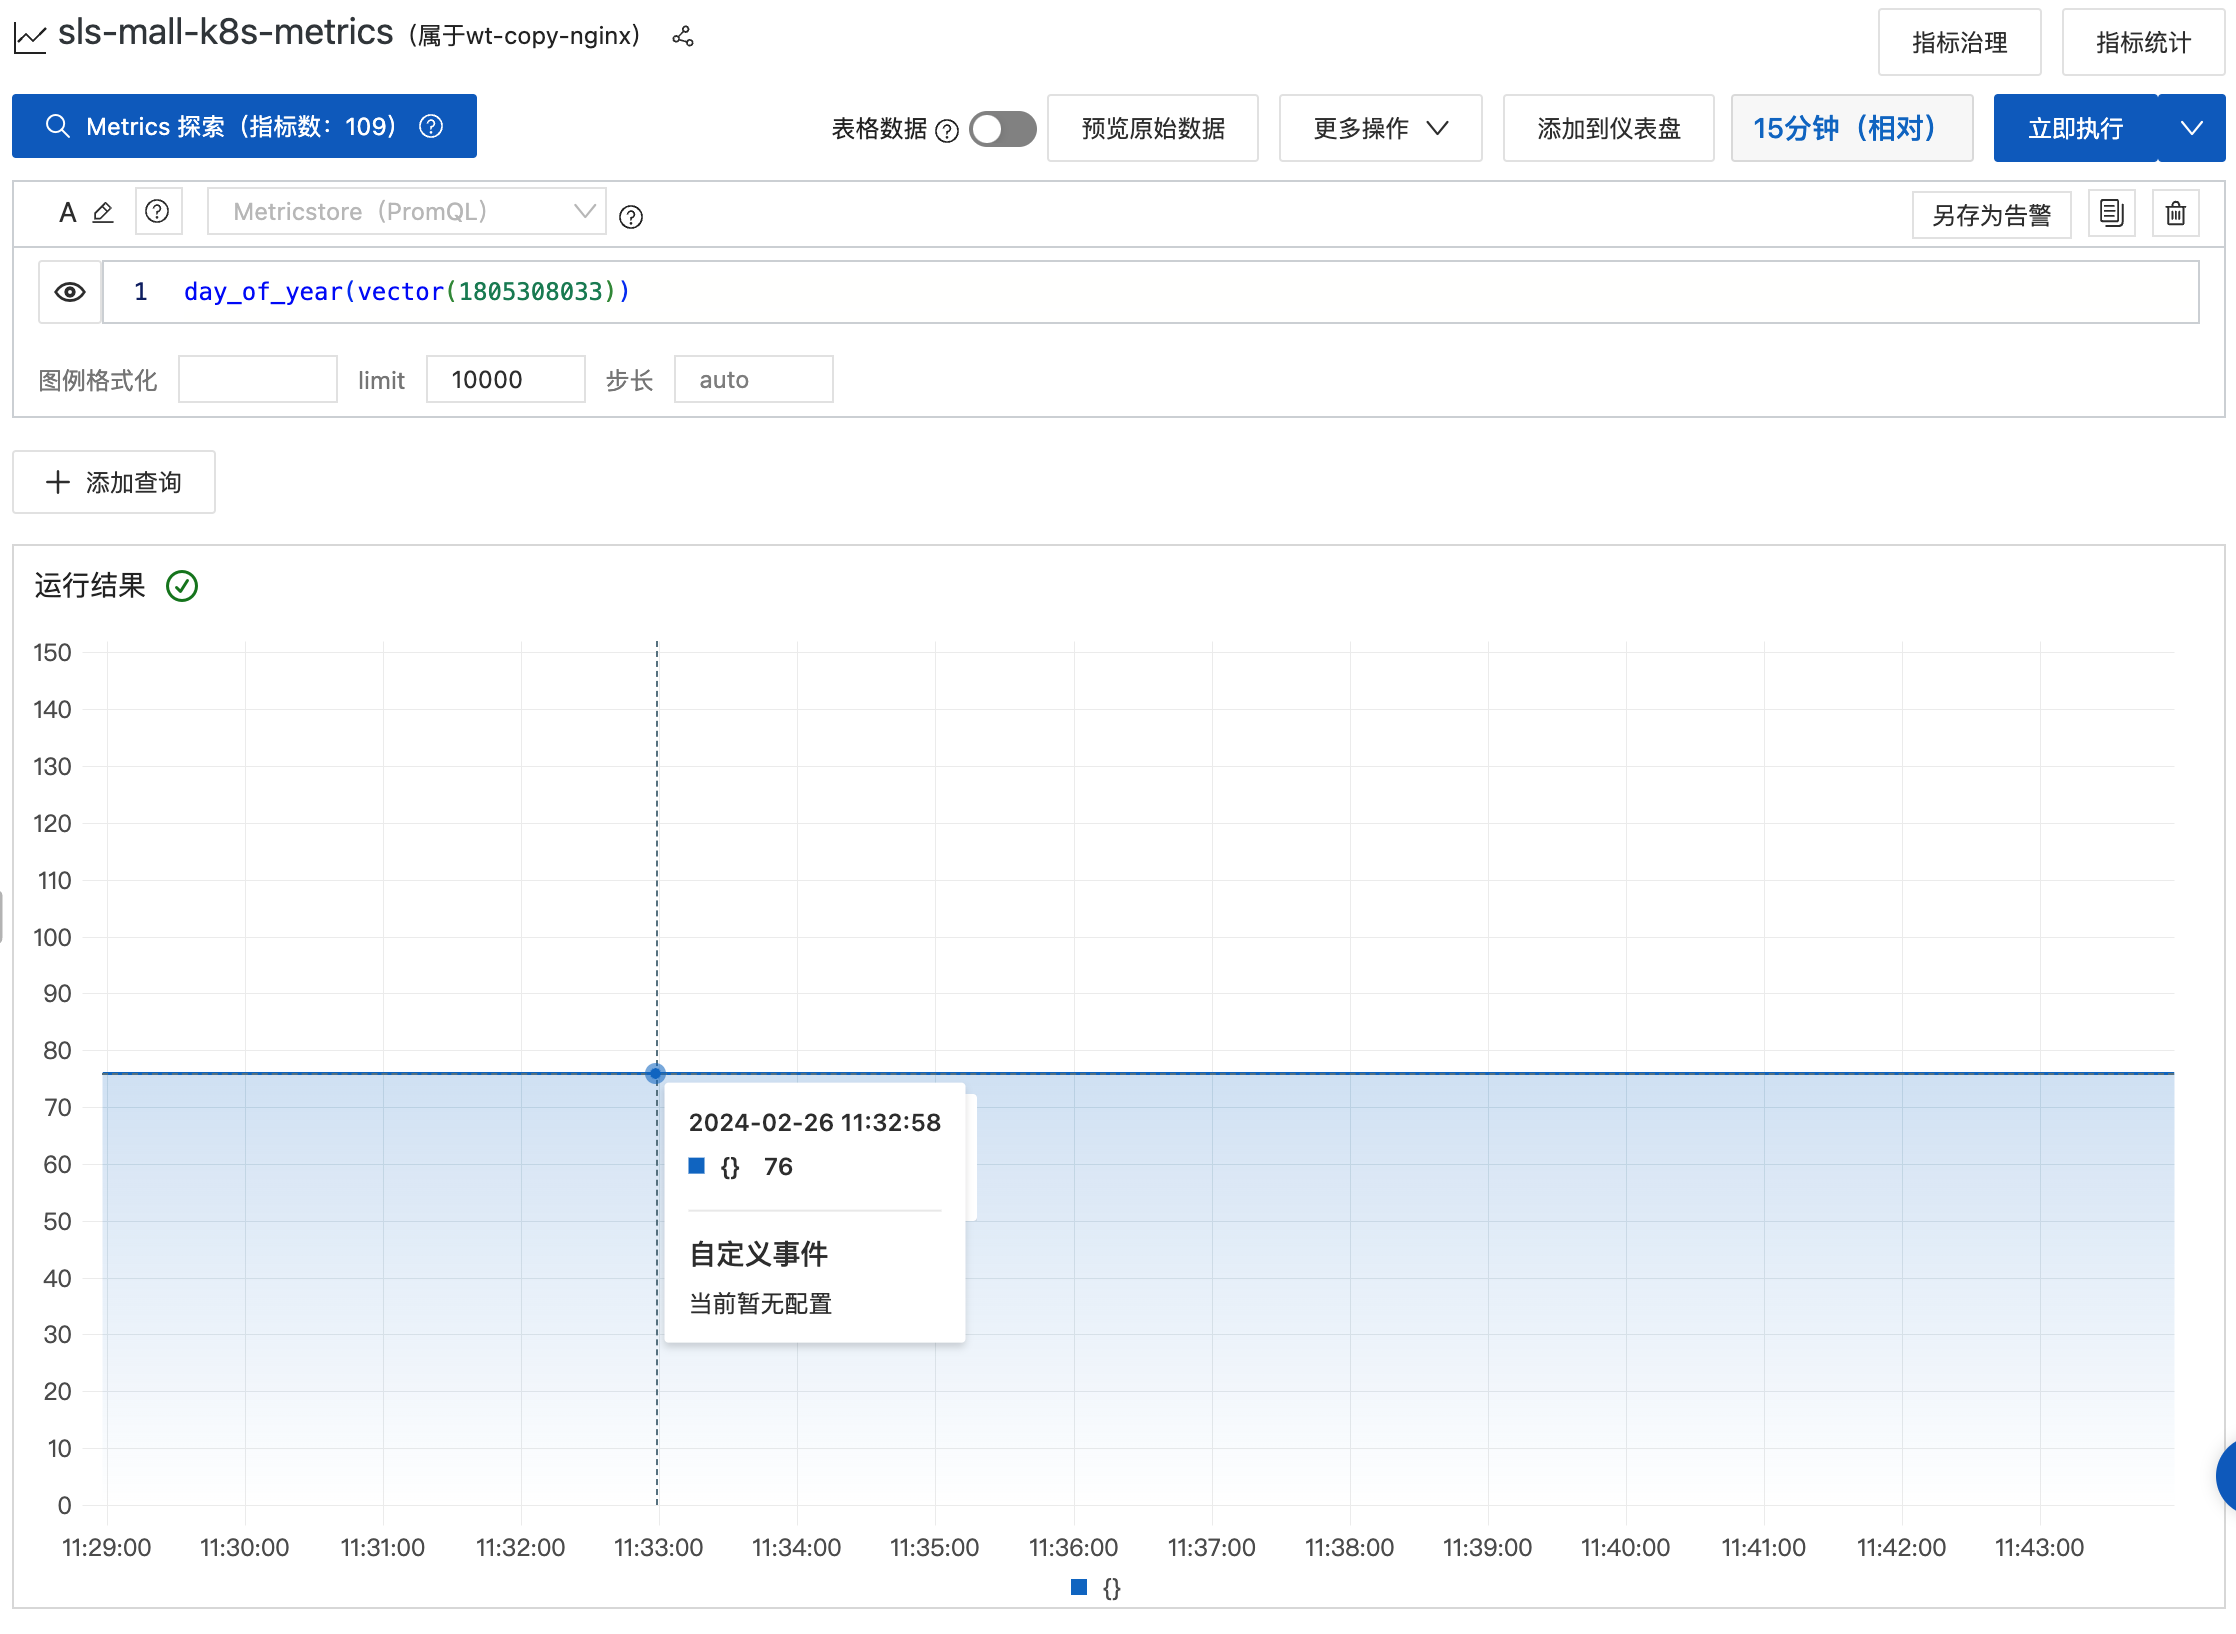 sls-mall-k8s-metrics (属于wt-copy-nginx)
指标治理
指标统计
Metrics 探索（指标数：109）
表格数据
预览原始数据
更多操作
添加到仪表盘
15分钟（相对）
立即执行
A
Metricstore（PromQL）
另存为告警
1 day_of_year(vector(1805308033))
图例格式化
limit 10000
步长 auto
添加查询
运行结果
150
140
130
120
110
100
90
80
70
60
50
40
30
20
10
0
2024-02-26 11:32:58
{} 76
自定义事件
当前暂无配置
11:29:00 11:30:00 11:31:00 11:32:00 11:33:00 11:34:00 11:35:00 11:36:00 11:37:00 11:38:00 11:39:00 11:40:00 11:41:00 11:42:00 11:43:00
{}